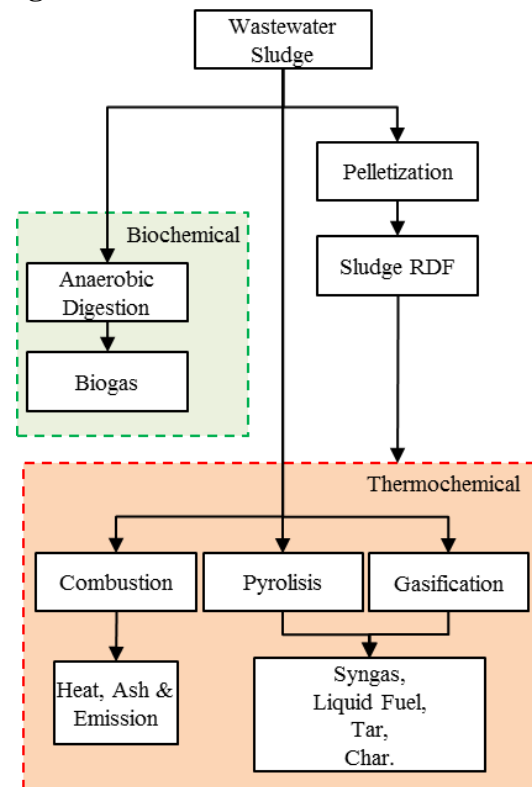 Wastewater
Sludge
Pelletization
Biochemical
Sludge RDF
Anaerobic
Digestion
Biogas
Thermochemical
Combustion
Pyrolisis
Gasification
Heat, Ash &
Emission
Syngas,
Liquid Fuel,
Tar,
Char.